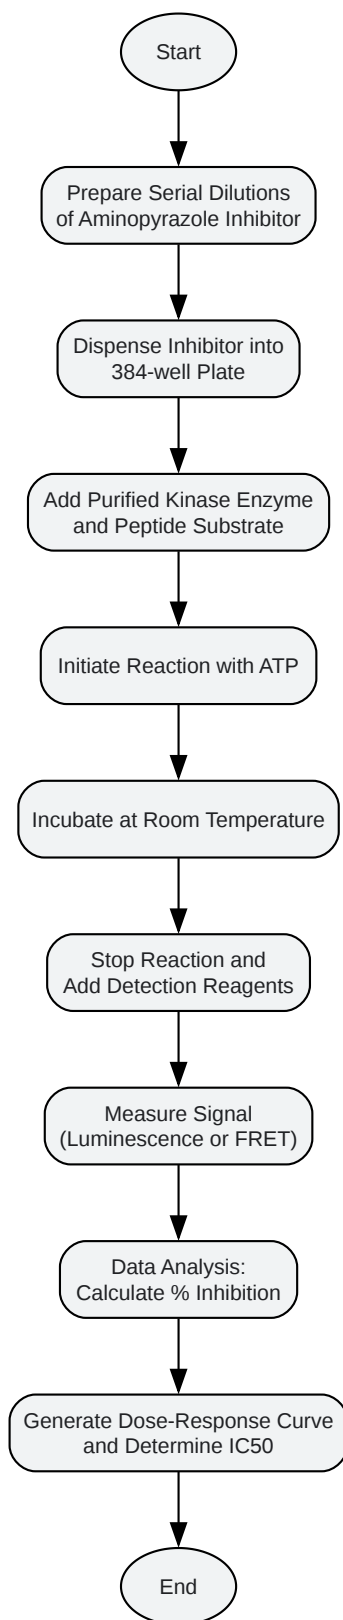 Start
Prepare Serial Dilutions
of Aminopyrazole Inhibitor
Dispense Inhibitor into
384-well Plate
Add Purified Kinase Enzyme
and Peptide Substrate
Initiate Reaction with ATP
Incubate at Room Temperature
Stop Reaction and
Add Detection Reagents
Measure Signal
(Luminescence or FRET)
Data Analysis:
Calculate % Inhibition
Generate Dose-Response Curve
and Determine IC50
End